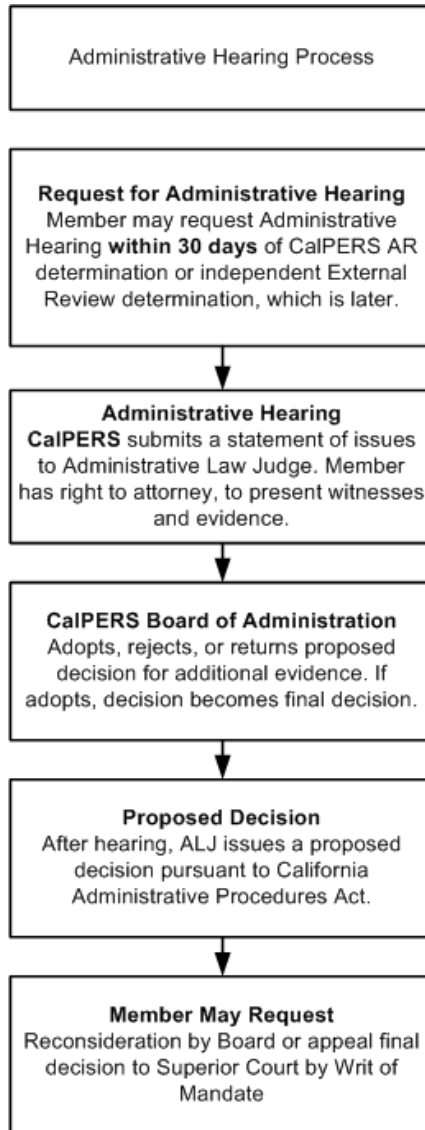 Administrative Hearing Process
Request for Administrative Hearing
Member may request Administrative
Hearing within 30 days of CalPERS AR
determination or independent External
Review determination, which is later.
Administrative Hearing
CalPERS submits a statement of issues
to Administrative Law Judge. Member
has right to attorney, to present witnesses
and evidence.
CalPERS Board of Administration
Adopts, rejects, or returns proposed
decision for additional evidence. If
adopts, decision becomes final decision.
Proposed Decision
After hearing, ALJ issues a proposed
decision pursuant to California
Administrative Procedures Act.
Member May Request
Reconsideration by Board or appeal final
decision to Superior Court by Writ of
Mandate